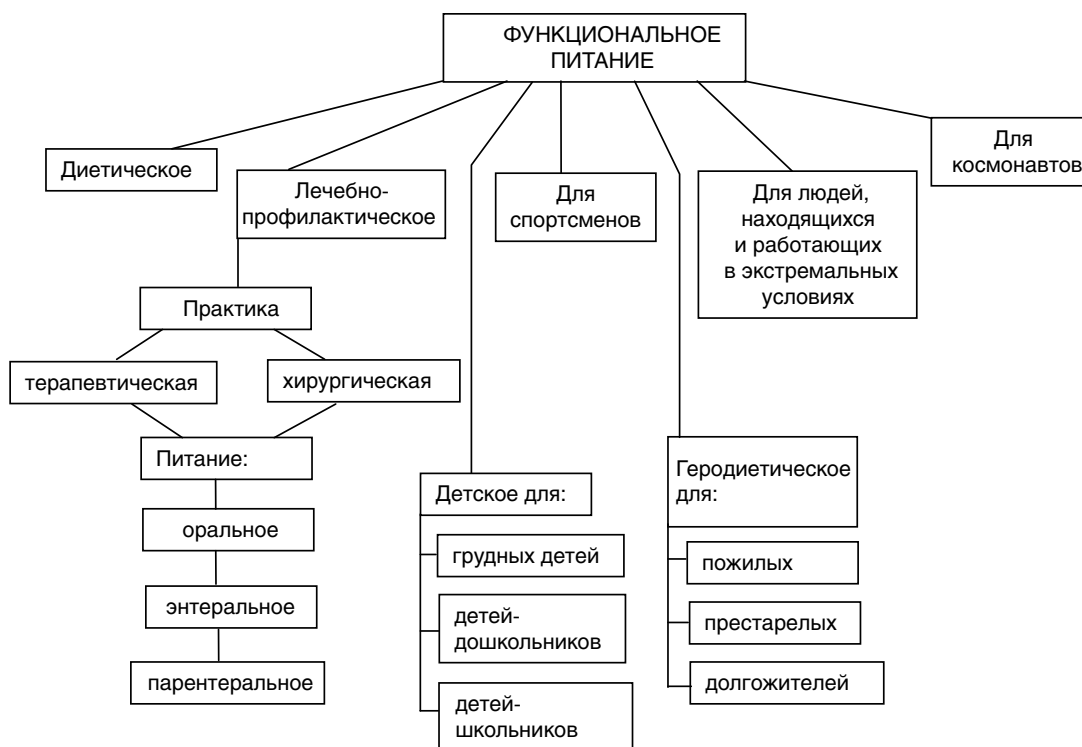 ФУНКЦИОНАЛЬНОЕ
ПИТАНИЕ
Диетическое
Лечебно-
профилактическое
Для
спортсменов
Для людей,
находящихся
и работающих
в экстремальных
условиях
Для
космонавтов
Практика
терапевтическая
хирургическая
Питание:
оральное
энтеральное
парентеральное
Детское для:
грудных детей
детей-
дошкольников
детей-
школьников
Геродиетическое
для:
пожилых
престарелых
долгожителей